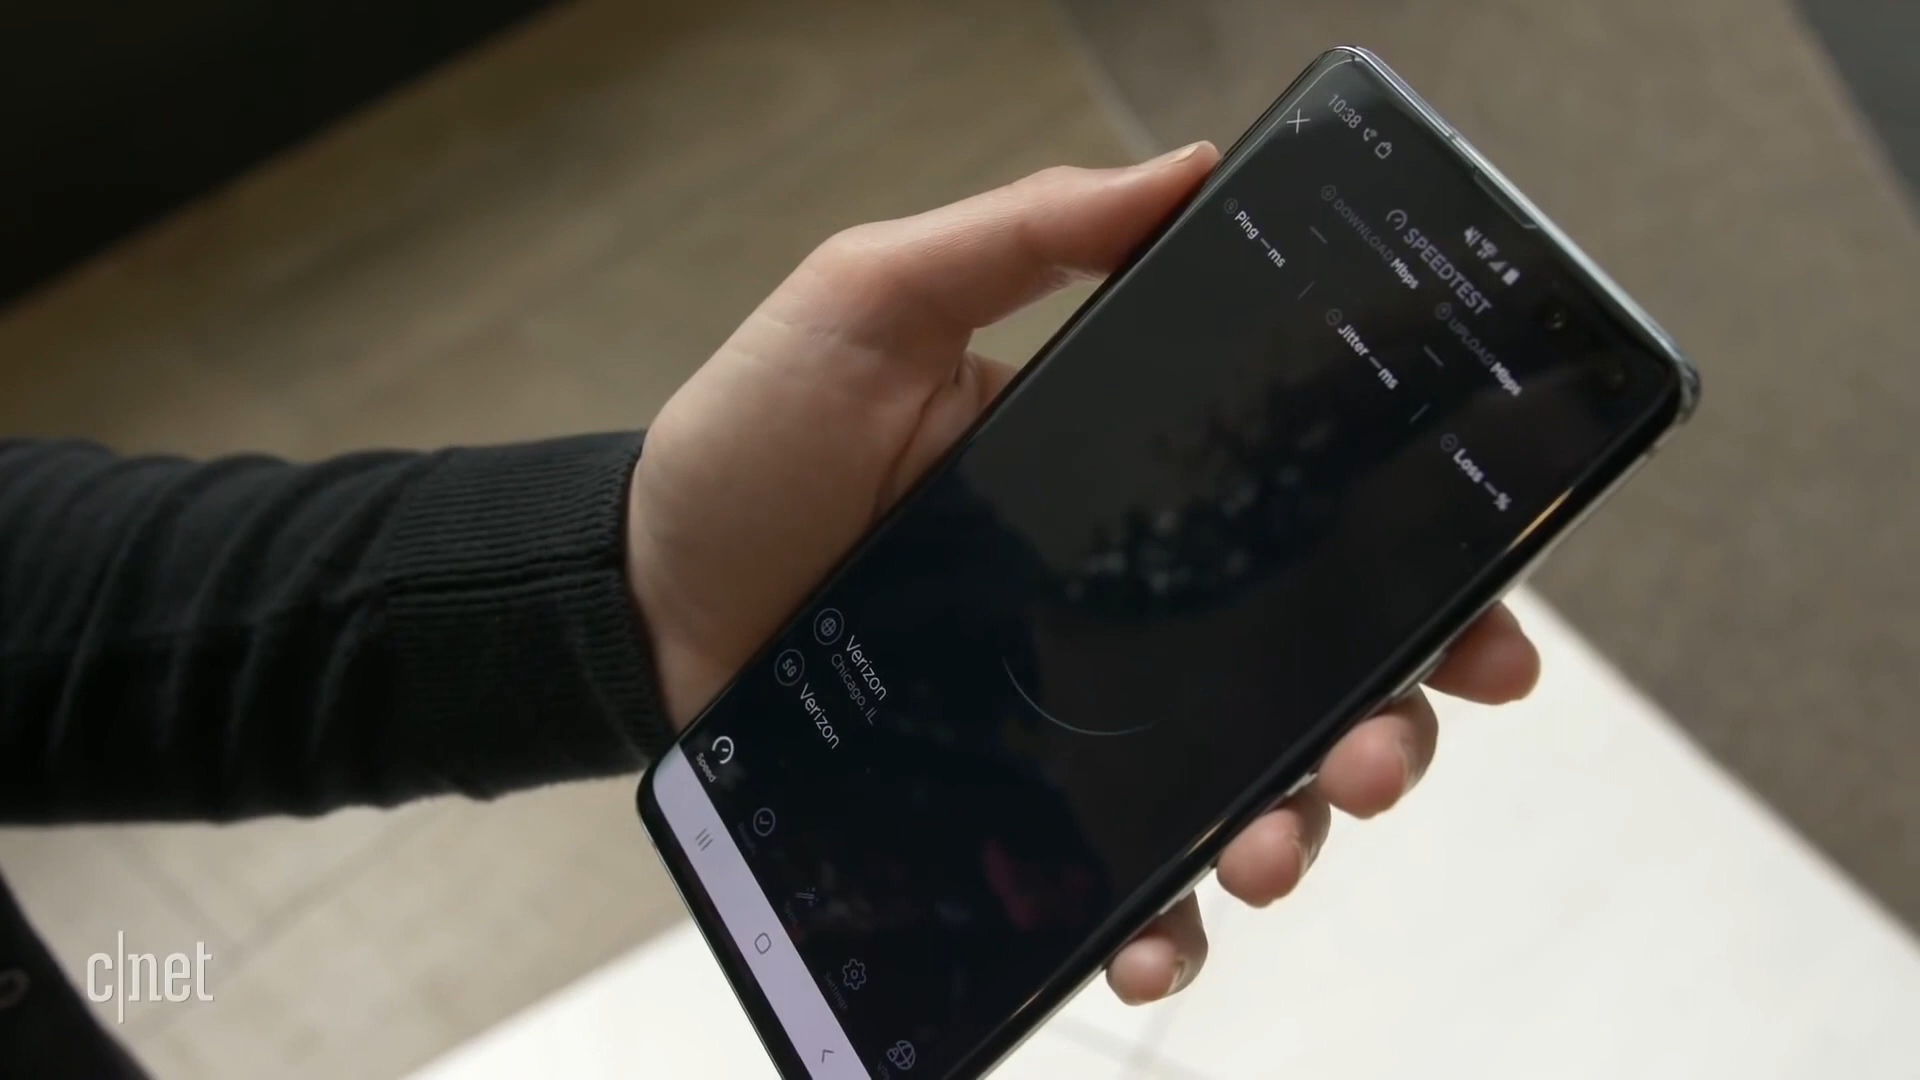 10:38
SPEEDTEST
DOWNLOAD Mbps
—
UPLOAD Mbps
—
Ping — ms
Jitter — ms
Loss — %
Verizon
Chicago, IL
5G
Verizon
Speed
Settings
c|net